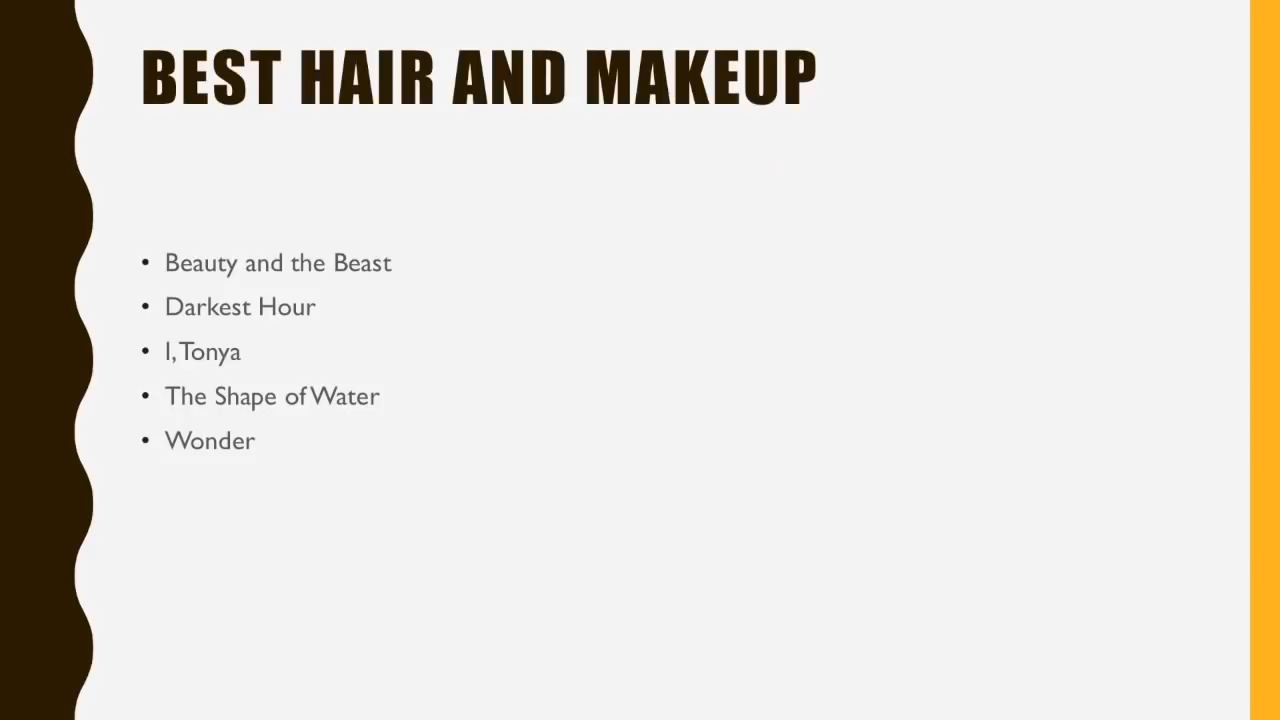 BEST HAIR AND MAKEUP
• Beauty and the Beast
• Darkest Hour
• I, Tonya
• The Shape of Water
• Wonder